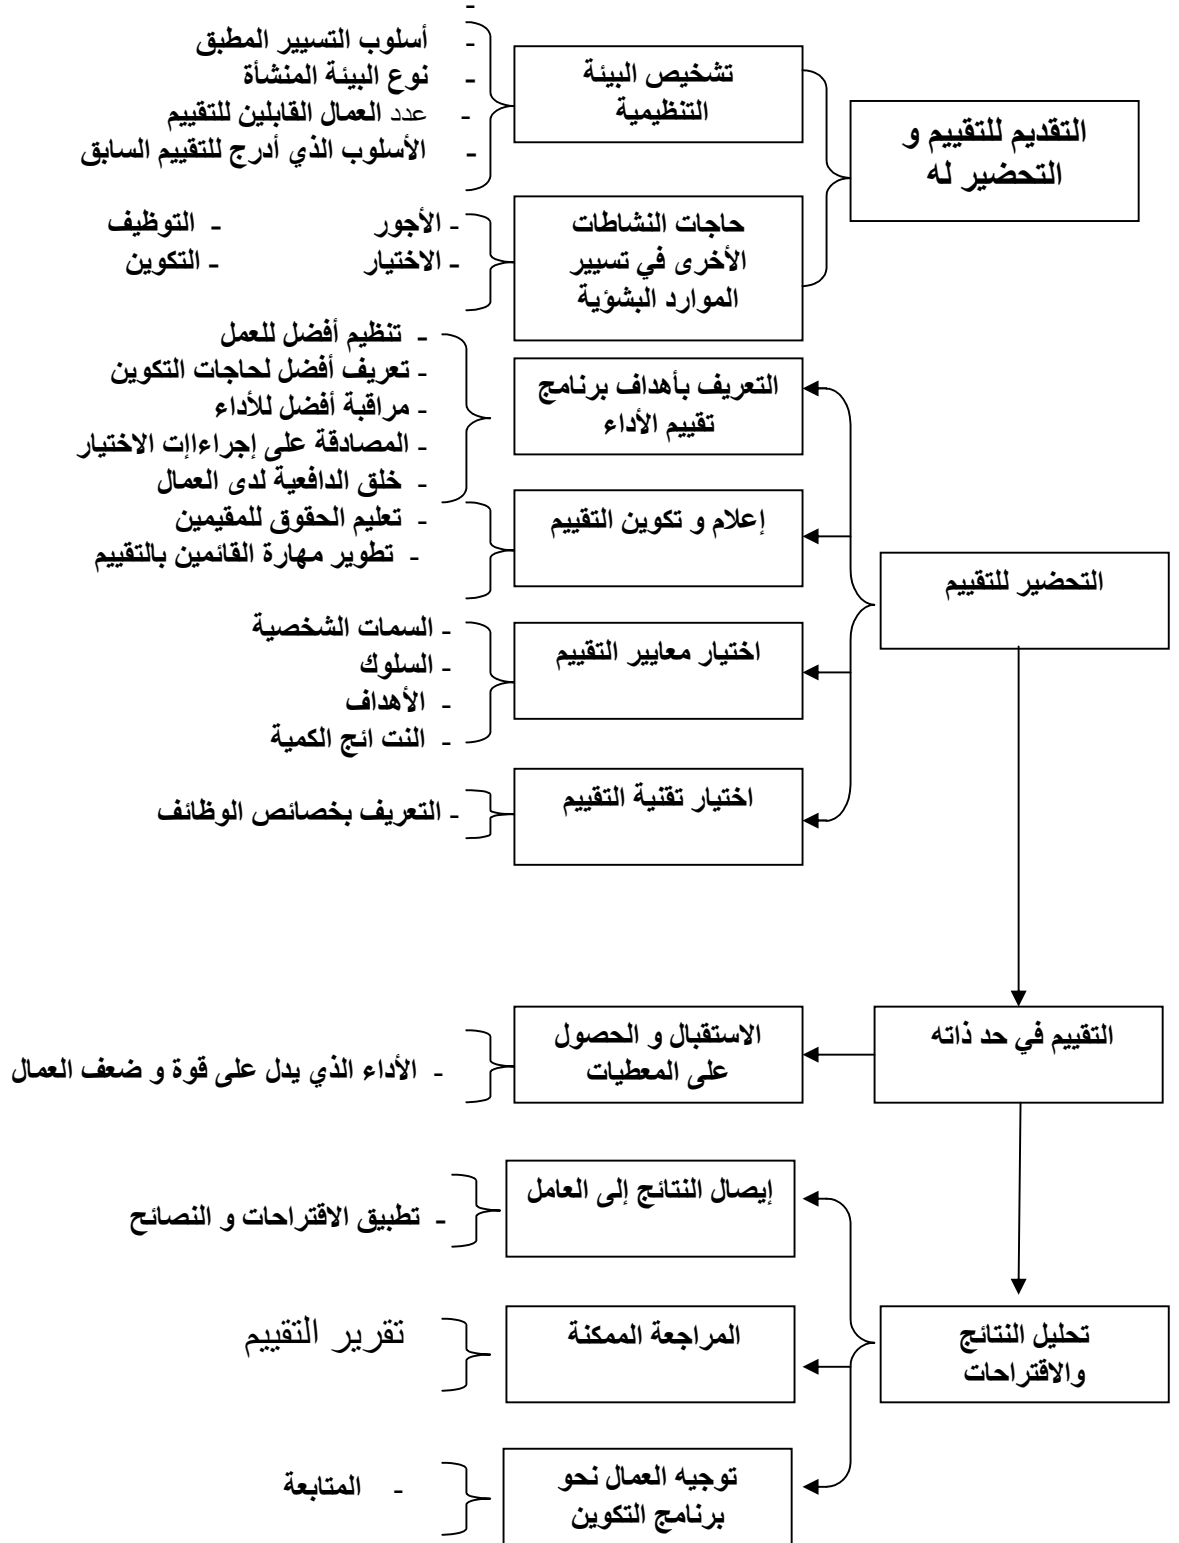 -
التقديم للتقييم و
التحضير له
تشخيص البيئة
التنظيمية
- أسلوب التسيير المطبق
- نوع البيئة المنشأة
- عدد العمال القابلين للتقييم
- الأسلوب الذي أدرج للتقييم السابق
حاجات النشاطات
الأخرى في تسيير
الموارد البشؤية
- الأجور - التوظيف
- الاختيار - التكوين
التحضير للتقييم
التعريف بأهداف برنامج
تقييم الأداء
- تنظيم أفضل للعمل
- تعريف أفضل لحاجات التكوين
- مراقبة أفضل للأداء
- المصادقة على إجراءاإت الاختيار
- خلق الدافعية لدى العمال
إعلام و تكوين التقييم
- تعليم الحقوق للمقيمين
- تطوير مهارة القائمين بالتقييم
اختيار معايير التقييم
- السمات الشخصية
- السلوك
- الأهداف
- النت ائج الكمية
اختيار تقنية التقييم
- التعريف بخصائص الوظائف
التقييم في حد ذاته
الاستقبال و الحصول
على المعطيات
- الأداء الذي يدل على قوة و ضعف العمال
تحليل النتائج
والاقتراحات
إيصال النتائج إلى العامل
- تطبيق الاقتراحات و النصائح
المراجعة الممكنة
تقرير التقييم
توجيه العمال نحو
برنامج التكوين
- المتابعة